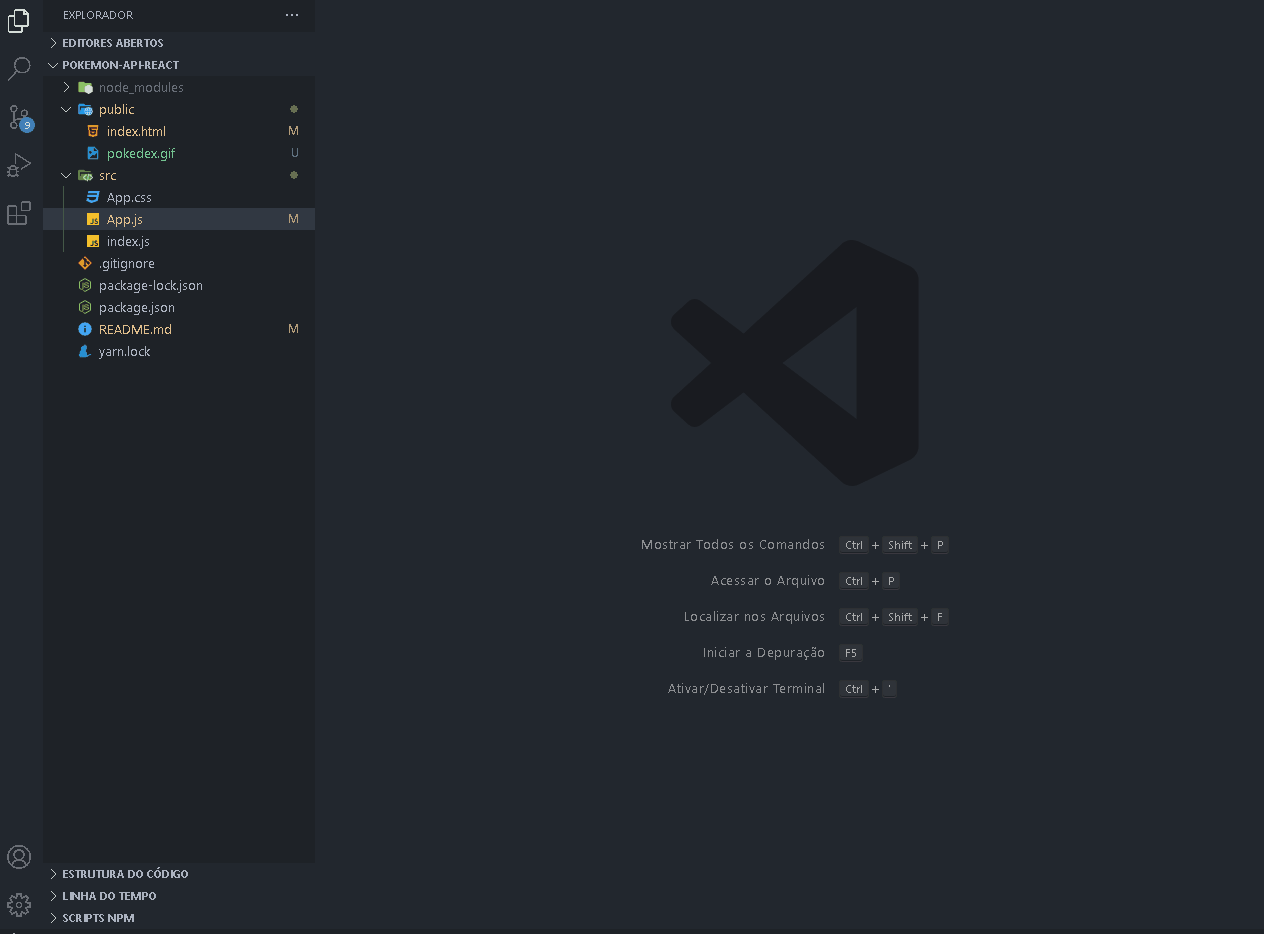 EXPLORADOR
EDITORES ABERTOS
POKEMON-API-REACT
node_modules
public
index.html M
pokedex.gif U
src
App.css
App.js M
index.js
.gitignore
package-lock.json
package.json
README.md M
yarn.lock
9
Mostrar Todos os Comandos Ctrl + Shift + P
Acessar o Arquivo Ctrl + P
Localizar nos Arquivos Ctrl + Shift + F
Iniciar a Depuração F5
Ativar/Desativar Terminal Ctrl + '
ESTRUTURA DO CÓDIGO
LINHA DO TEMPO
SCRIPTS NPM